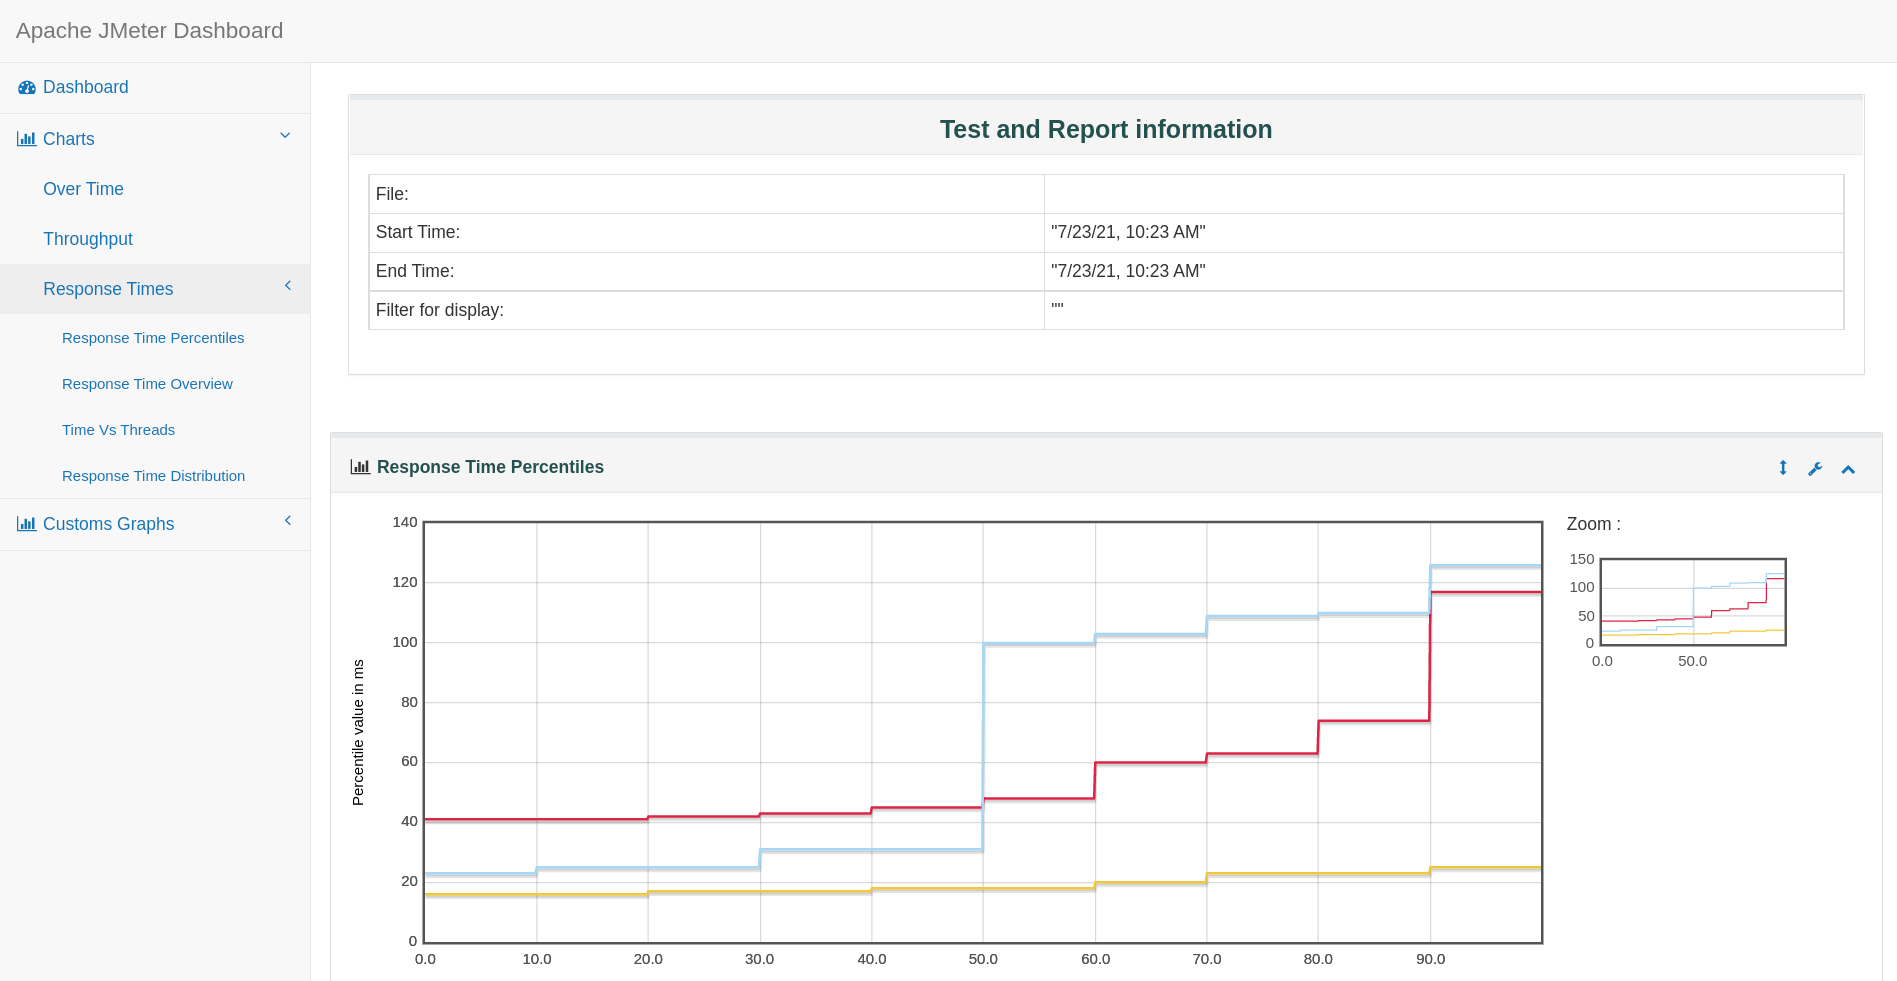 Apache JMeter Dashboard
Dashboard
Charts
Over Time
Throughput
Response Times
Response Time Percentiles
Response Time Overview
Time Vs Threads
Response Time Distribution
Customs Graphs
Test and Report information
File:
Start Time: "7/23/21, 10:23 AM"
End Time: "7/23/21, 10:23 AM"
Filter for display: ""
Response Time Percentiles
Percentile value in ms
140
120
100
80
60
40
20
0
0.0 10.0 20.0 30.0 40.0 50.0 60.0 70.0 80.0 90.0
Zoom :
150
100
50
0
0.0 50.0